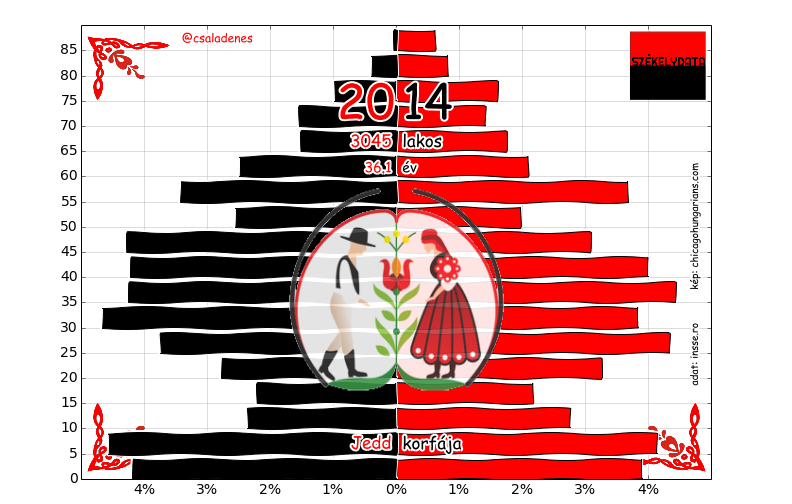 @csaladenes
SZÉKELYDATA
2014
3045 lakos
36.1 év
kép: chicagohungarians.com
adat: insse.ro
Jedd korfája
85
80
75
70
65
60
55
50
45
40
35
30
25
20
15
10
5
0
4% 3% 2% 1% 0% 1% 2% 3% 4%